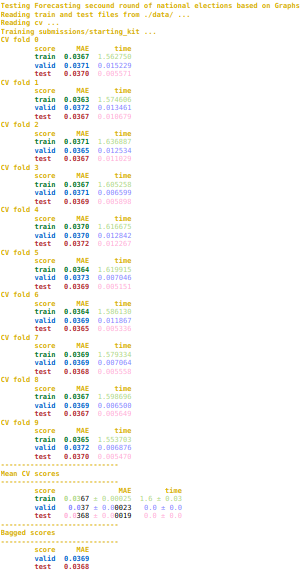 Testing Forecasting secound round of national elections based on Graphs
Reading train and test files from ./data/ ...
Reading cv ...
Training submissions/starting_kit ...
CV fold 0
score MAE time
train 0.0367 1.562750
valid 0.0371 0.015229
test 0.0370 0.005571
CV fold 1
score MAE time
train 0.0363 1.574686
valid 0.0372 0.013461
test 0.0367 0.010679
CV fold 2
score MAE time
train 0.0371 1.636887
valid 0.0365 0.012534
test 0.0367 0.011029
CV fold 3
score MAE time
train 0.0367 1.605258
valid 0.0371 0.006599
test 0.0369 0.005898
CV fold 4
score MAE time
train 0.0370 1.616675
valid 0.0370 0.012842
test 0.0372 0.012267
CV fold 5
score MAE time
train 0.0364 1.619915
valid 0.0373 0.007046
test 0.0369 0.005151
CV fold 6
score MAE time
train 0.0364 1.586130
valid 0.0369 0.011867
test 0.0365 0.005336
CV fold 7
score MAE time
train 0.0369 1.579334
valid 0.0369 0.007064
test 0.0368 0.005558
CV fold 8
score MAE time
train 0.0367 1.598696
valid 0.0369 0.006500
test 0.0367 0.005649
CV fold 9
score MAE time
train 0.0365 1.553703
valid 0.0372 0.006876
test 0.0370 0.005470
----------------------------
Mean CV scores
----------------------------
score MAE time
train 0.0367 ± 0.00025 1.6 ± 0.03
valid 0.037 ± 0.00023 0.0 ± 0.0
test 0.0368 ± 0.00019 0.0 ± 0.0
----------------------------
Bagged scores
----------------------------
score MAE
valid 0.0369
test 0.0368